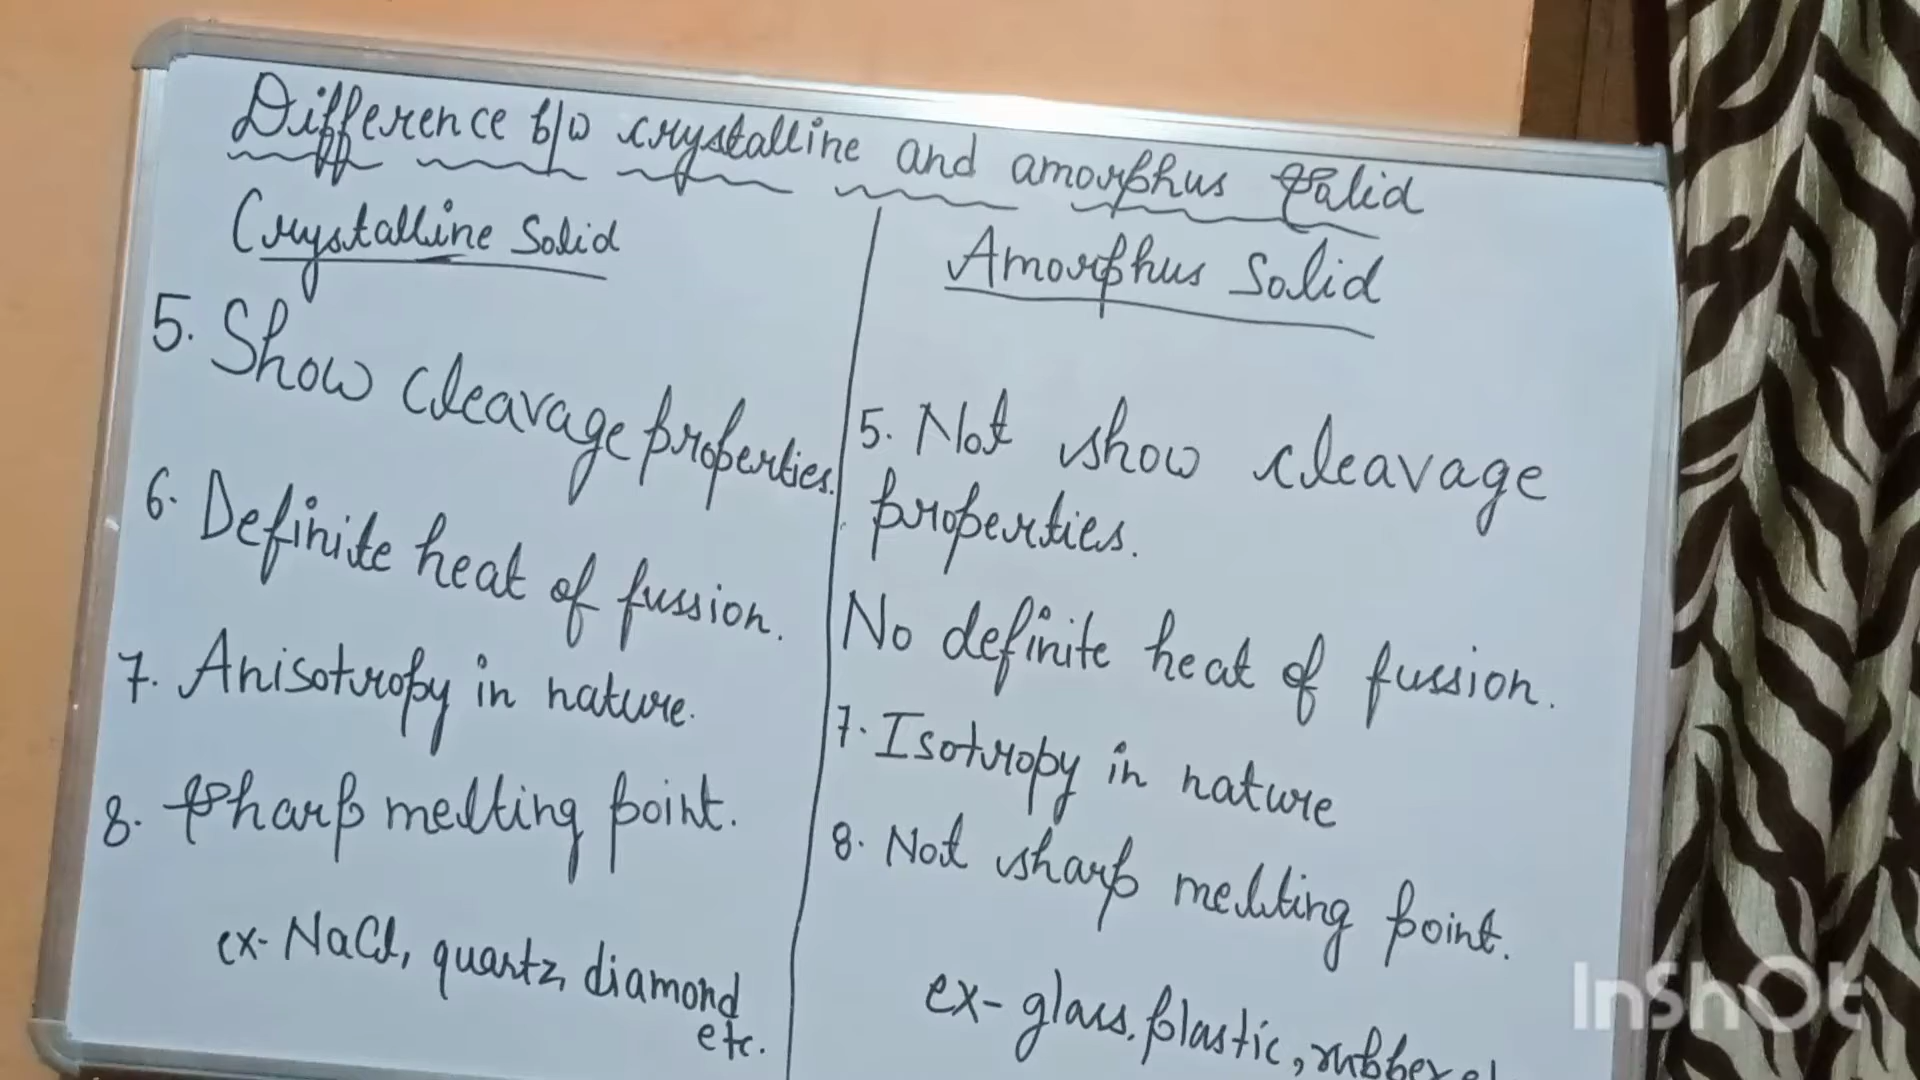 Difference b/w crystalline and amorphus solid
Crystalline Solid
5. Show cleavage properties.
6. Definite heat of fussion.
7. Anisotropy in nature.
8. Sharp melting point.
ex- NaCl, quartz, diamond
etc.
Amorphus Solid
5. Not show cleavage
properties.
No definite heat of fussion.
7. Isotropy in nature
8. Not sharp melting point.
ex- glass, plastic, rubber
InShOt